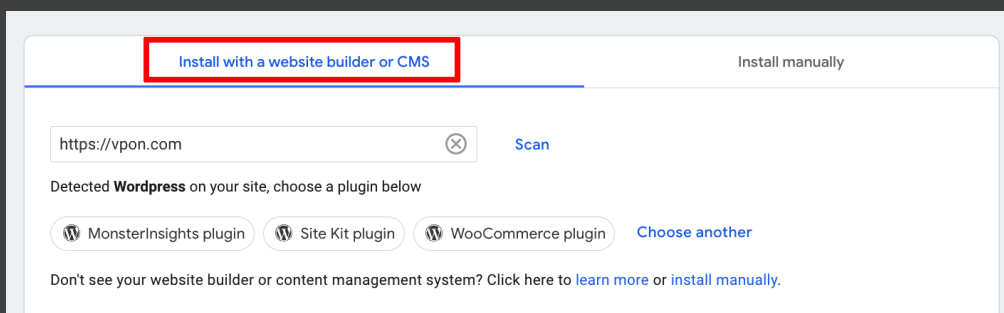 Install with a website builder or CMS
Install manually
https://vpon.com
Scan
Detected Wordpress on your site, choose a plugin below
MonsterInsights plugin
Site Kit plugin
WooCommerce plugin
Choose another
Don't see your website builder or content management system? Click here to learn more or install manually.